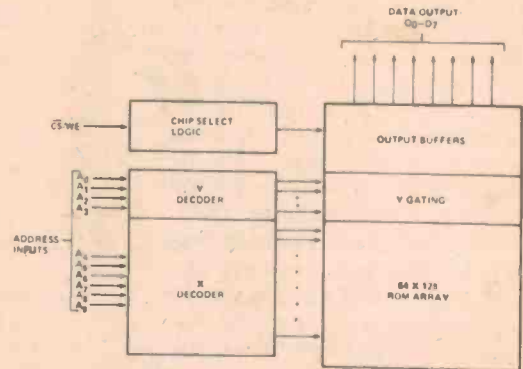 DATA OUTPUT
O0–O7
CS/WE
CHIP SELECT
LOGIC
OUTPUT BUFFERS
A0
A1
A2
A3
Y
DECODER
Y GATING
ADDRESS
INPUTS
A4
A5
A6
A7
A8
A9
X
DECODER
64 X 128
ROM ARRAY